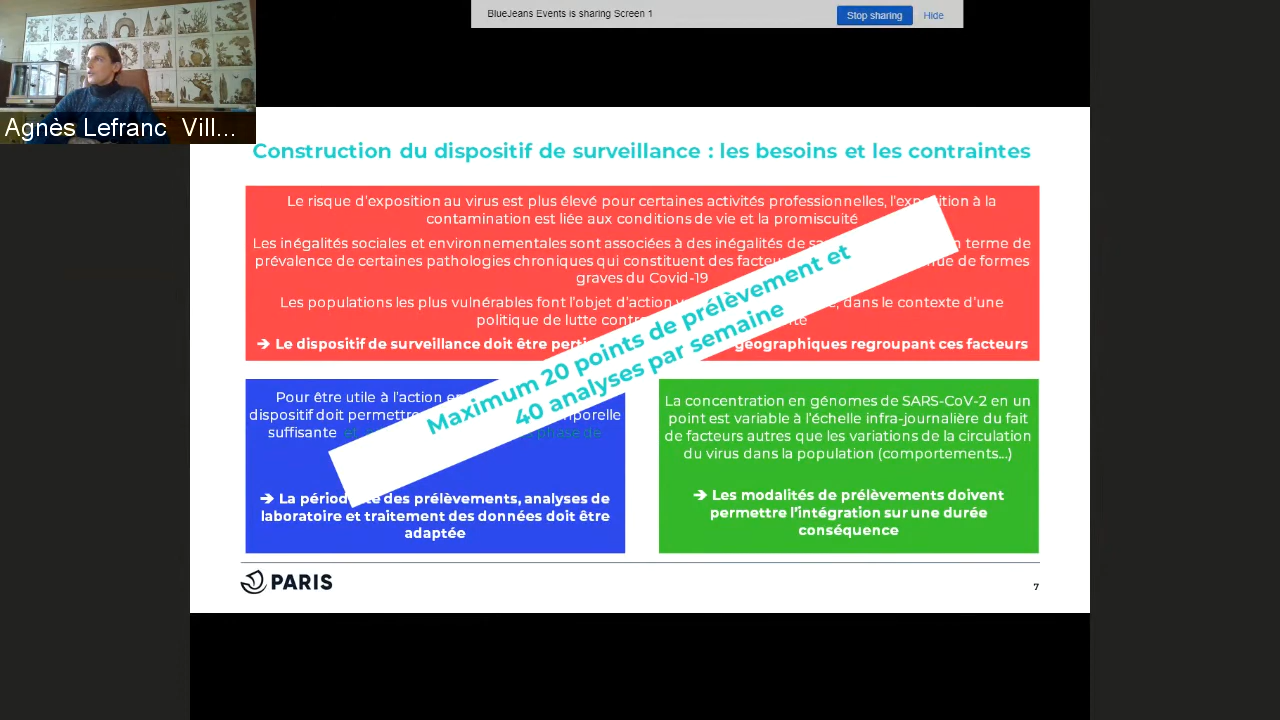 BlueJeans Events is sharing Screen 1
Stop sharing
Hide
Agnès Lefranc Vill...
Construction du dispositif de surveillance : les besoins et les contraintes
Le risque d'exposition au virus est plus élevé pour certaines activités professionnelles, l'exposition à la
contamination est liée aux conditions de vie et la promiscuité
Les inégalités sociales et environnementales sont associées à des inégalités de terme de
prévalence de certaines pathologies chroniques qui constituent des de formes
graves du Covid-19
Les populations les plus vulnérables font l'objet d'action dans le contexte d'une
politique de lutte
➔ Le dispositif de surveillance doit être géographiques regroupant ces facteurs
Maximum 20 points de prélèvement et
40 analyses par semaine
Pour être utile à l'action
dispositif doit permettre
suffisante et phase de
➔ La périodicité des prélèvements, analyses de
laboratoire et traitement des données doit être
adaptée
La concentration en génomes de SARS-CoV-2 en un
point est variable à l'échelle infra-journalière du fait
de facteurs autres que les variations de la circulation
du virus dans la population (comportements...)
➔ Les modalités de prélèvements doivent
permettre l'intégration sur une durée
conséquence
PARIS
7